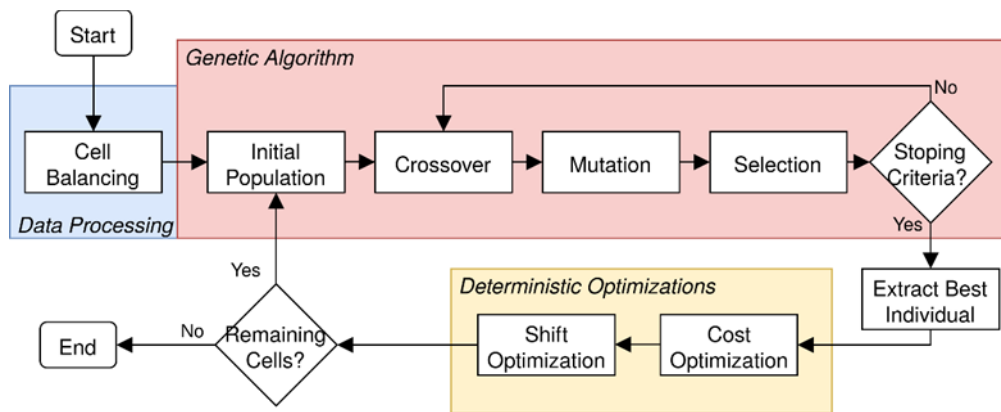 Start
Genetic Algorithm
No
Cell
Balancing
Initial
Population
Crossover
Mutation
Selection
Stoping
Criteria?
Data Processing
Yes
Yes
Deterministic Optimizations
Extract Best
Individual
End
No
Remaining
Cells?
Shift
Optimization
Cost
Optimization